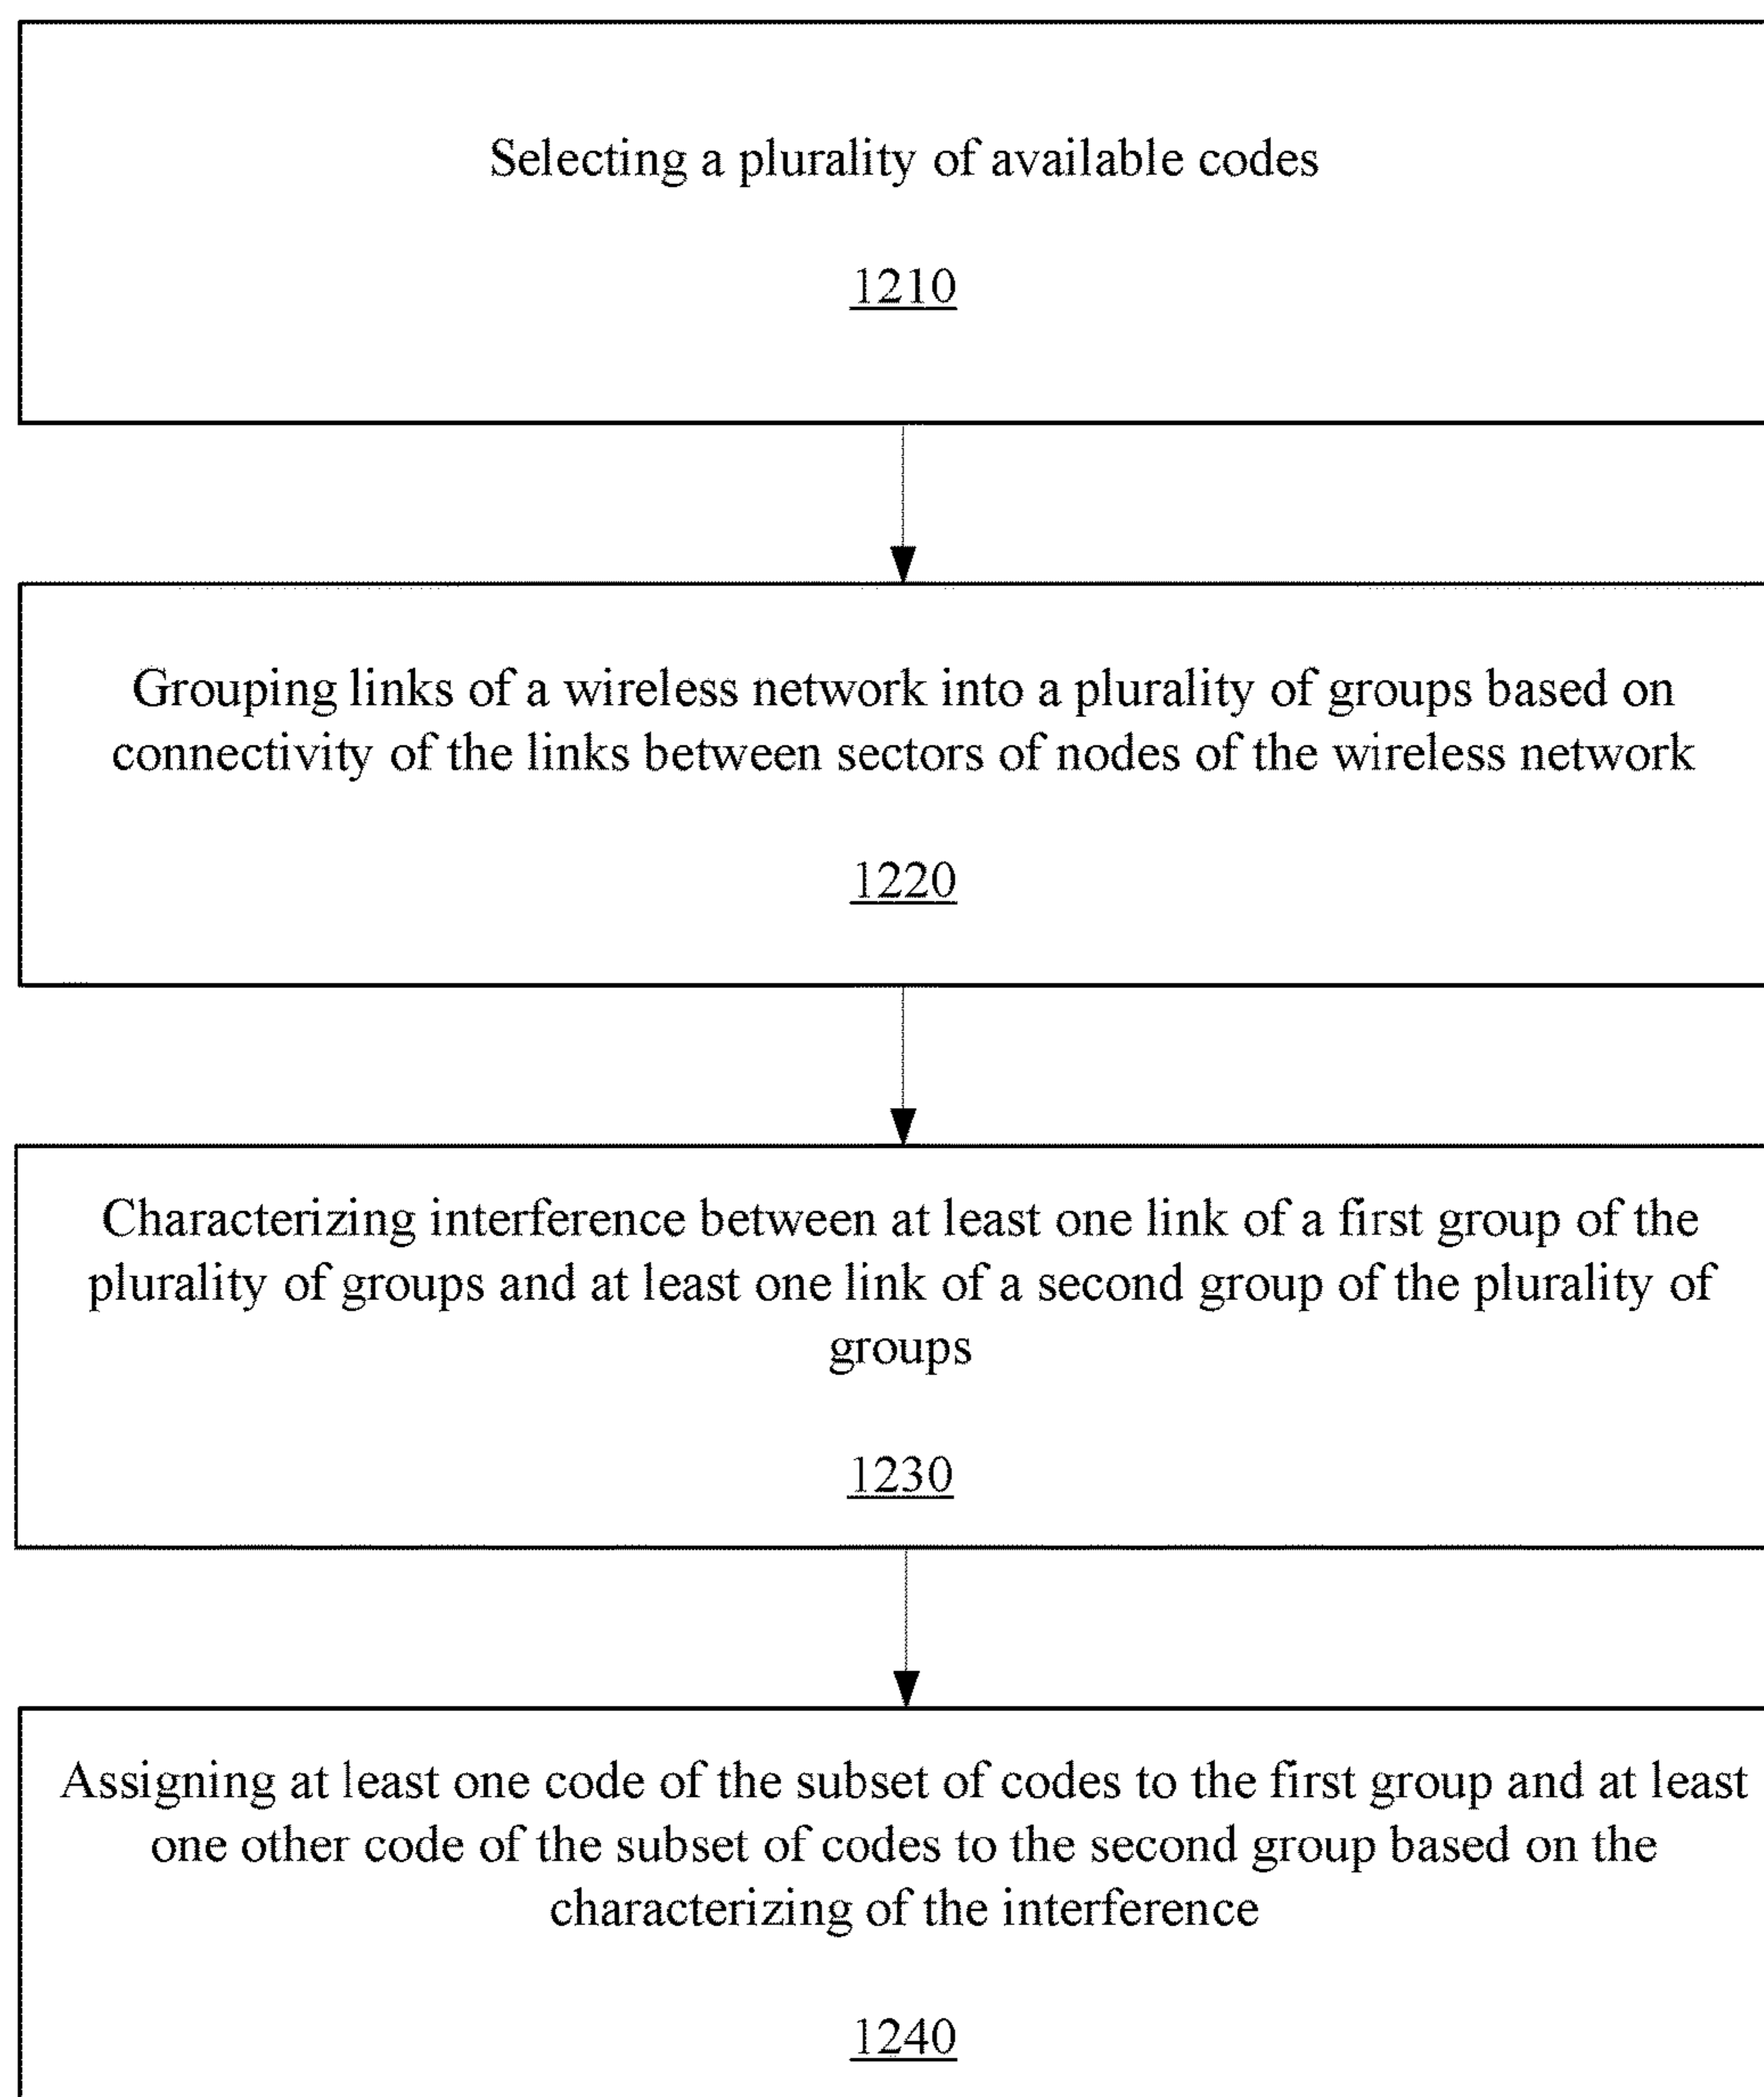 Selecting a plurality of available codes
1210
Grouping links of a wireless network into a plurality of groups based on
connectivity of the links between sectors of nodes of the wireless network
1220
Characterizing interference between at least one link of a first group of the
plurality of groups and at least one link of a second group of the plurality of
groups
1230
Assigning at least one code of the subset of codes to the first group and at least
one other code of the subset of codes to the second group based on the
characterizing of the interference
1240